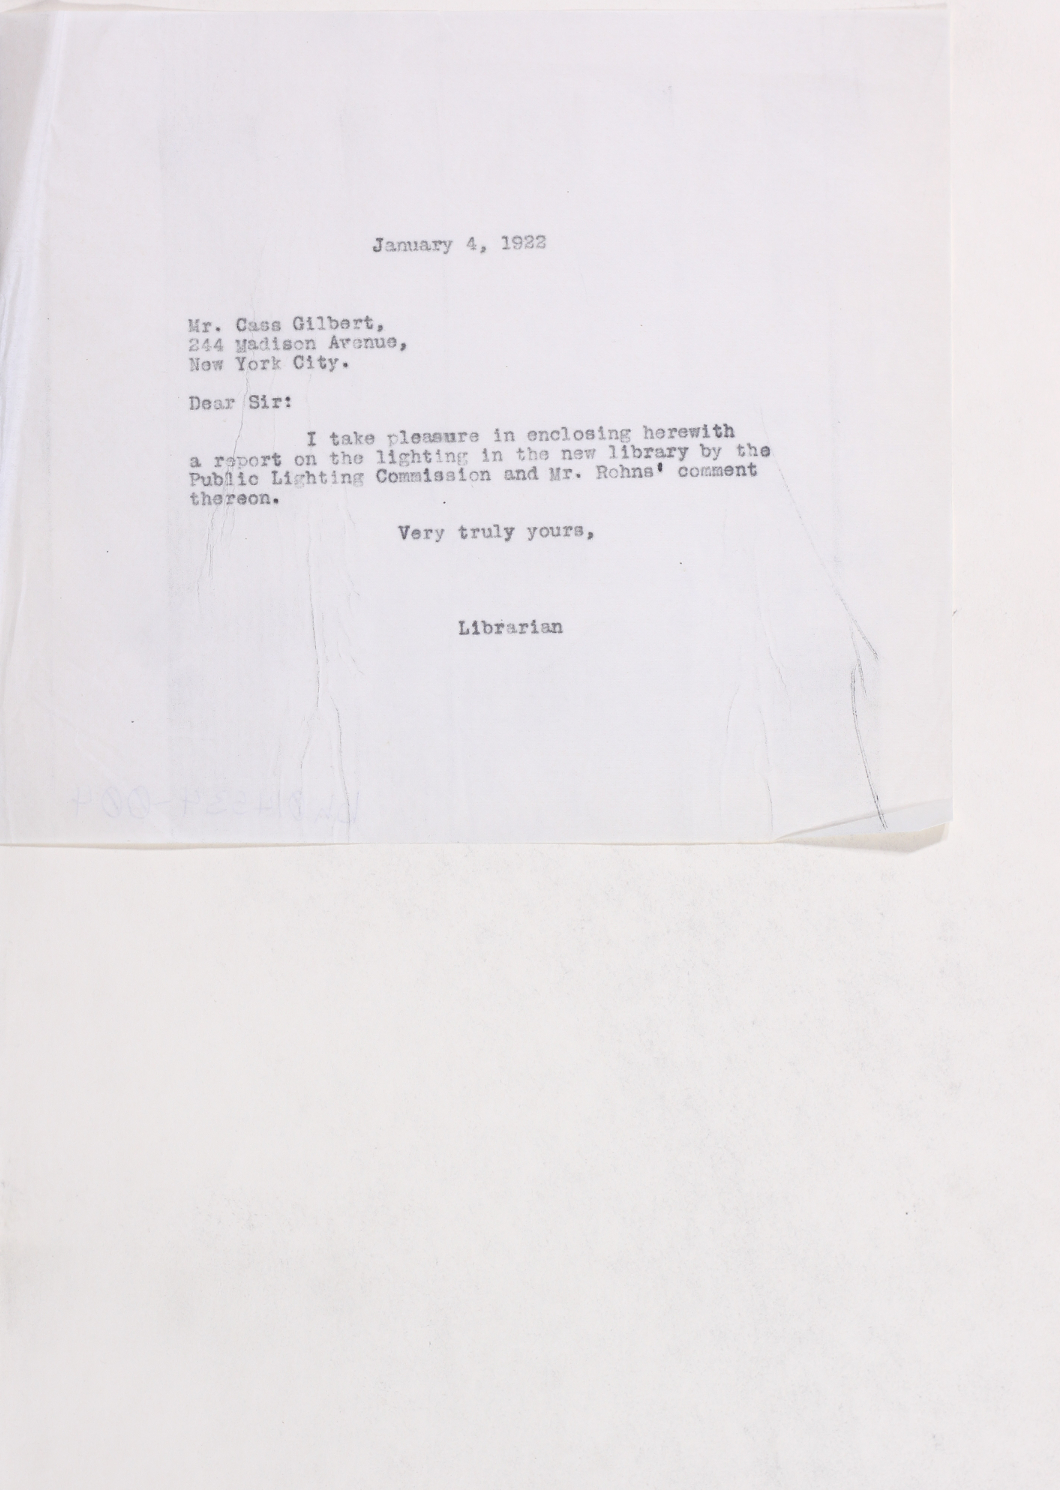 January 4, 1922
Mr. Cass Gilbert,
244 Madison Avenue,
New York City.
Dear Sir:
I take pleasure in enclosing herewith
a report on the lighting in the new library by the
Public Lighting Commission and Mr. Rohns' comment
thereon.
Very truly yours,
Librarian